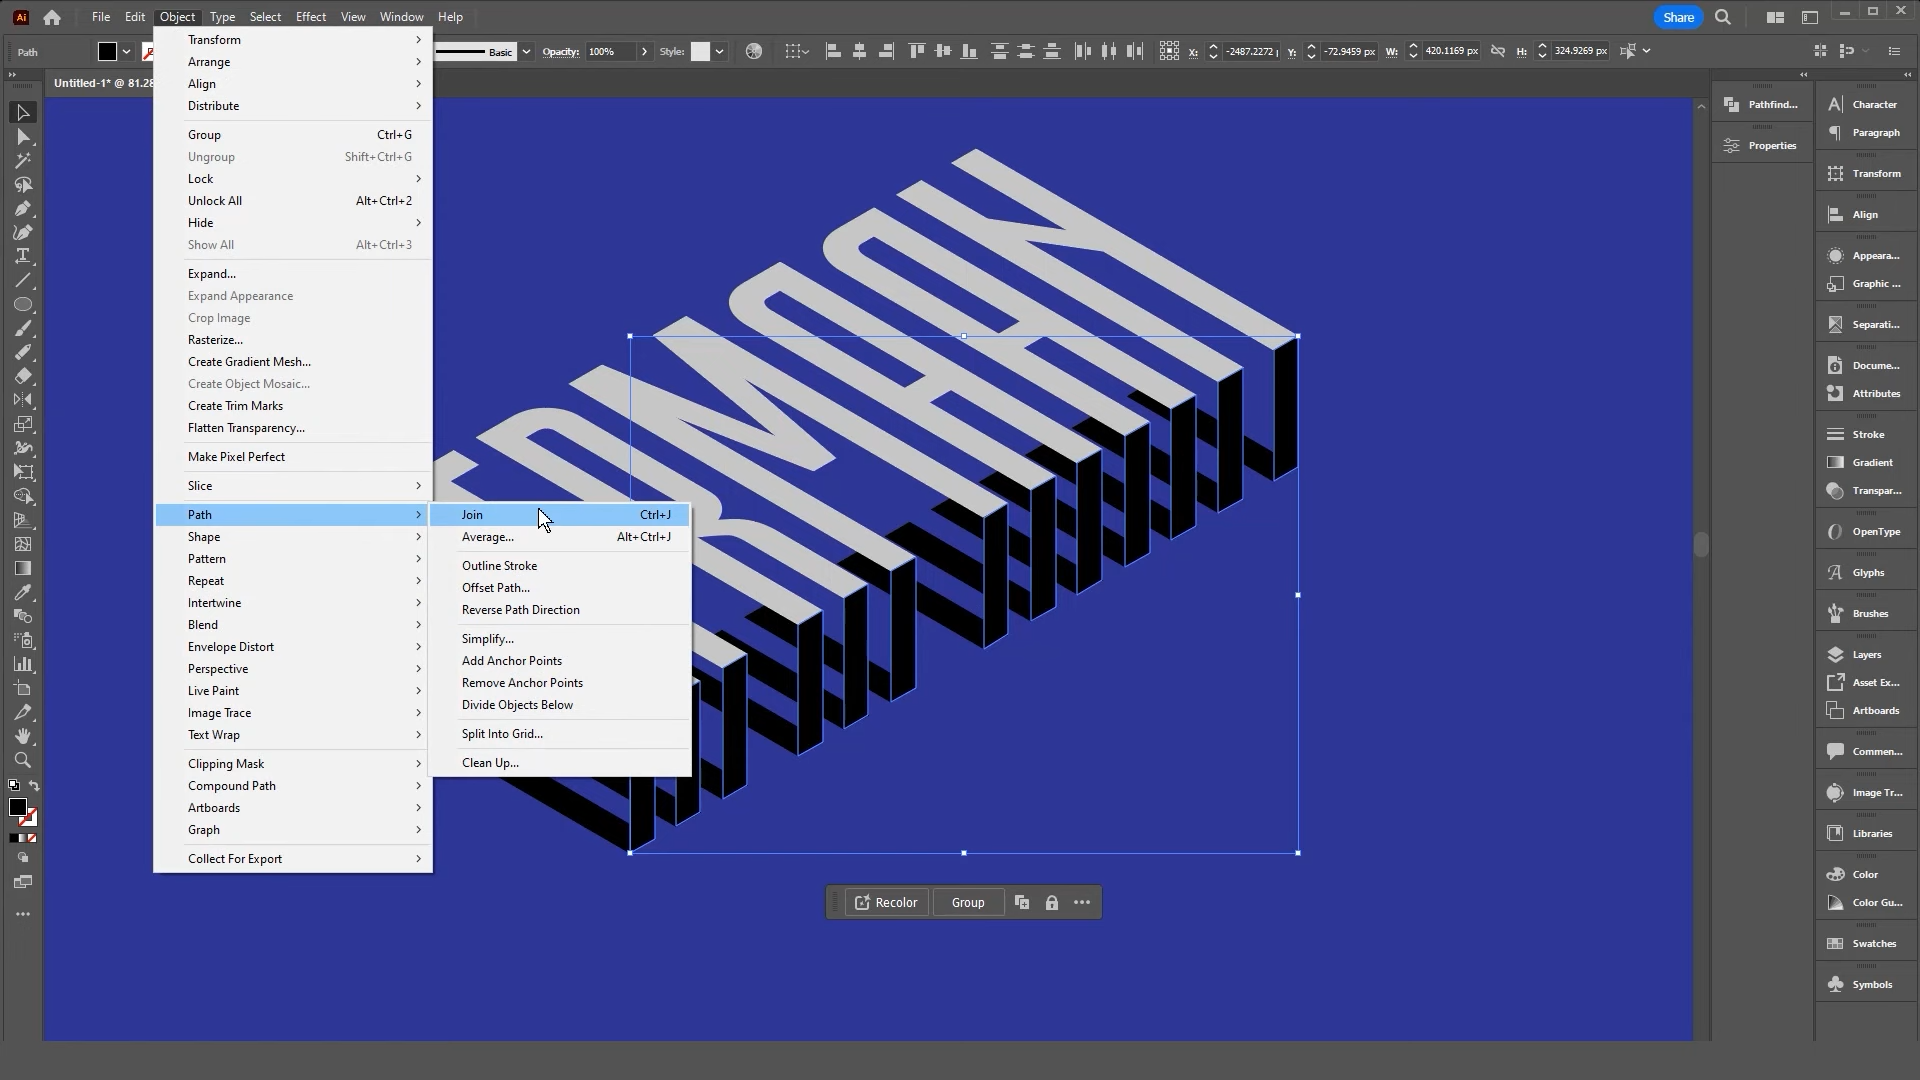 Ai File Edit Object Type Select Effect View Window Help Share
Path Basic Opacity: 100% Style: X: -2487.2272 Y: -72.9459 px W: 420.1169 px H: 324.9269 px
Untitled-1* @ 81.28
Transform
Arrange
Align
Distribute
Group Ctrl+G
Ungroup Shift+Ctrl+G
Lock
Unlock All Alt+Ctrl+2
Hide
Show All Alt+Ctrl+3
Expand...
Expand Appearance
Crop Image
Rasterize...
Create Gradient Mesh...
Create Object Mosaic...
Create Trim Marks
Flatten Transparency...
Make Pixel Perfect
Slice
Path
Shape
Pattern
Repeat
Intertwine
Blend
Envelope Distort
Perspective
Live Paint
Image Trace
Text Wrap
Clipping Mask
Compound Path
Artboards
Graph
Collect For Export
Join Ctrl+J
Average... Alt+Ctrl+J
Outline Stroke
Offset Path...
Reverse Path Direction
Simplify...
Add Anchor Points
Remove Anchor Points
Divide Objects Below
Split Into Grid...
Clean Up...
Recolor Group
Pathfind...
Properties
Character
Paragraph
Transform
Align
Appeara...
Graphic ...
Separati...
Docume...
Attributes
Stroke
Gradient
Transpar...
OpenType
Glyphs
Brushes
Layers
Asset Ex...
Artboards
Commen...
Image Tr...
Libraries
Color
Color Gu...
Swatches
Symbols